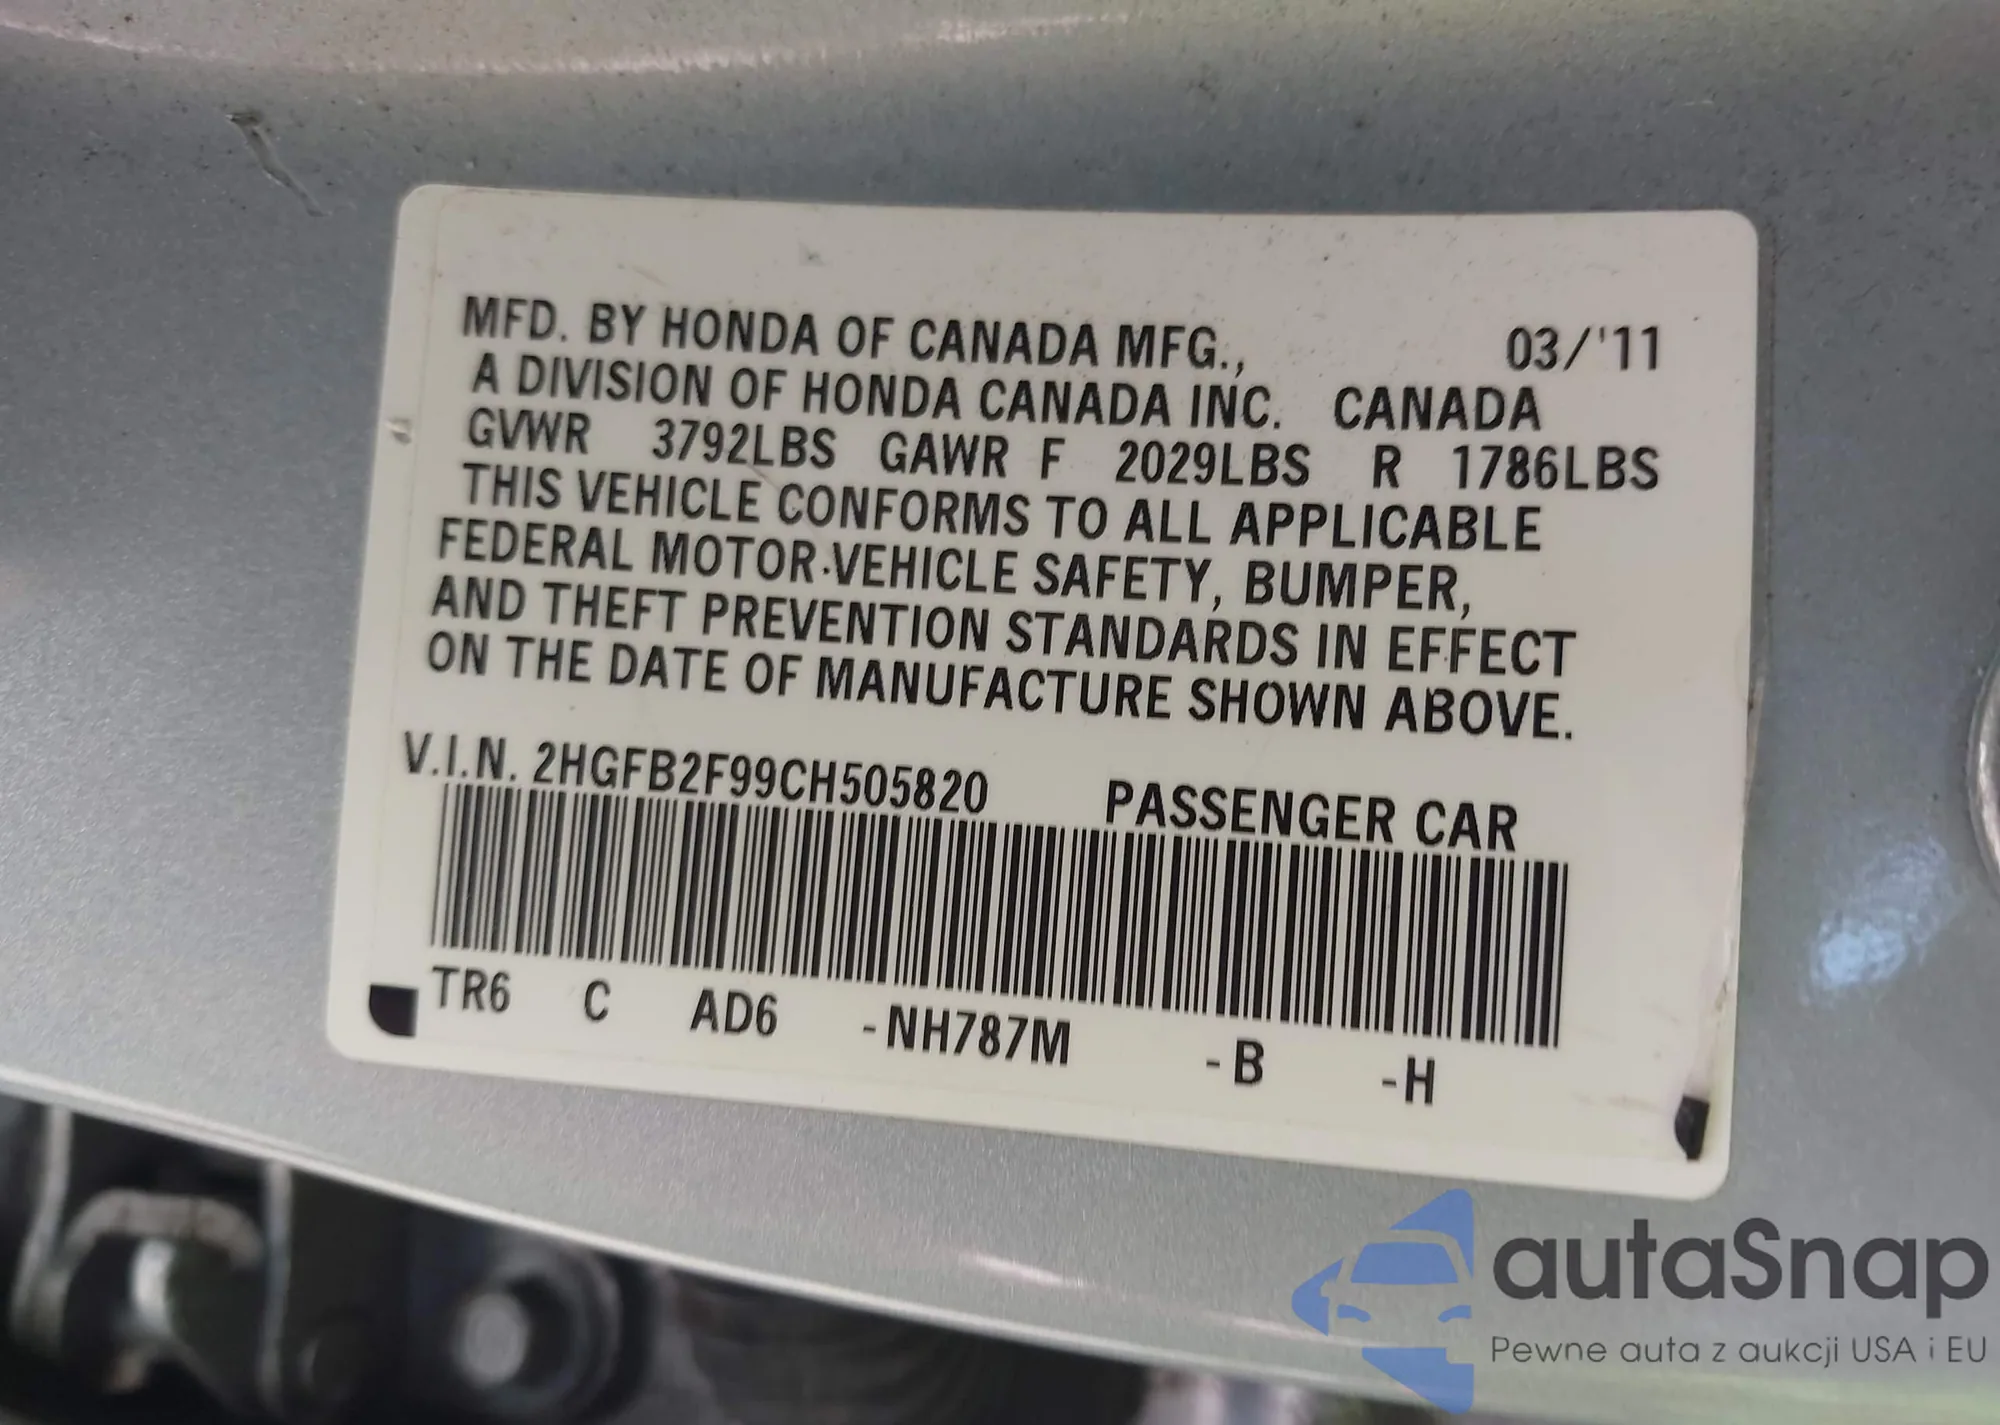 MFD. BY HONDA OF CANADA MFG., 03/'11
A DIVISION OF HONDA CANADA INC. CANADA
GVWR 3792LBS GAWR F 2029LBS R 1786LBS
THIS VEHICLE CONFORMS TO ALL APPLICABLE
FEDERAL MOTOR VEHICLE SAFETY, BUMPER,
AND THEFT PREVENTION STANDARDS IN EFFECT
ON THE DATE OF MANUFACTURE SHOWN ABOVE.
V.I.N. 2HGFB2F99CH505820 PASSENGER CAR
TR6 C AD6 -NH787M -B -H
autaSnap
Pewne auta z aukcji USA i EU